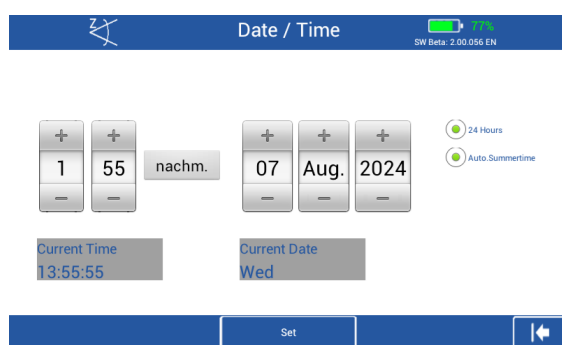 Z
Date / Time
77%
SW Beta: 2.00.056 EN
1 55 nachm. 07 Aug. 2024
24 Hours
Auto.Summertime
Current Time
13:55:55
Current Date
Wed
Set